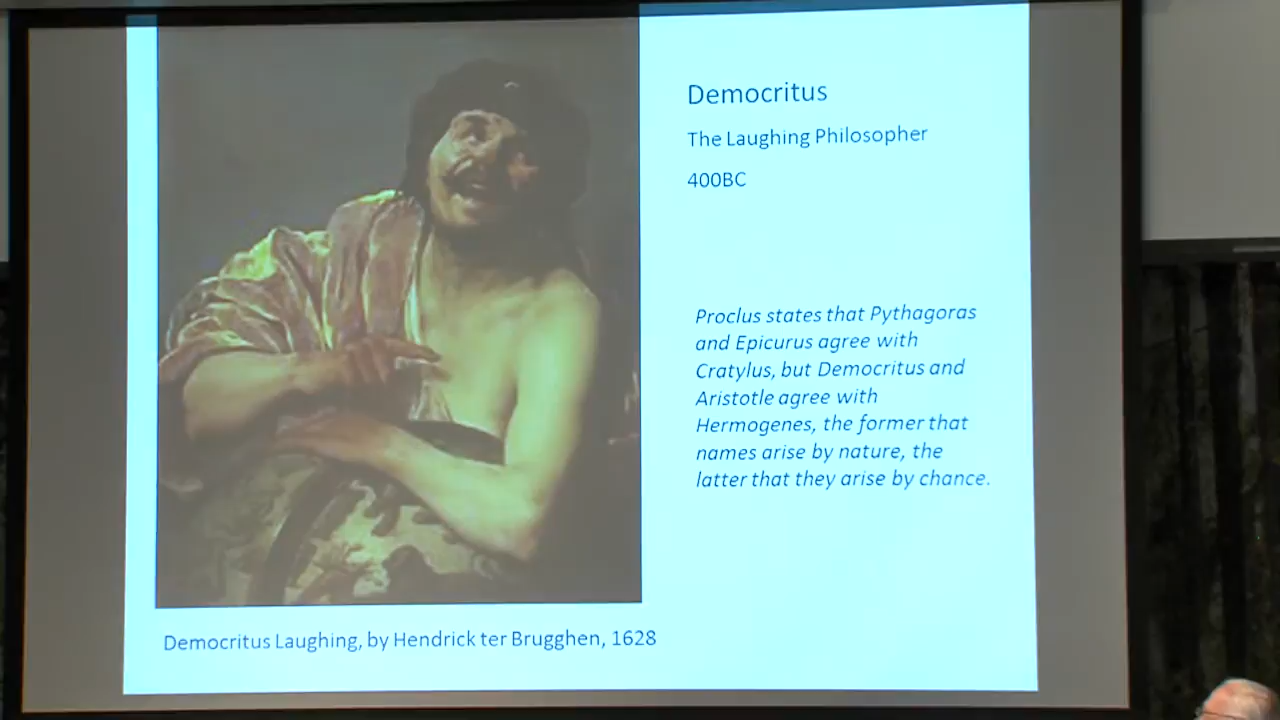 Democritus
The Laughing Philosopher
400BC
Proclus states that Pythagoras
and Epicurus agree with
Cratylus, but Democritus and
Aristotle agree with
Hermogenes, the former that
names arise by nature, the
latter that they arise by chance.
Democritus Laughing, by Hendrick ter Brugghen, 1628